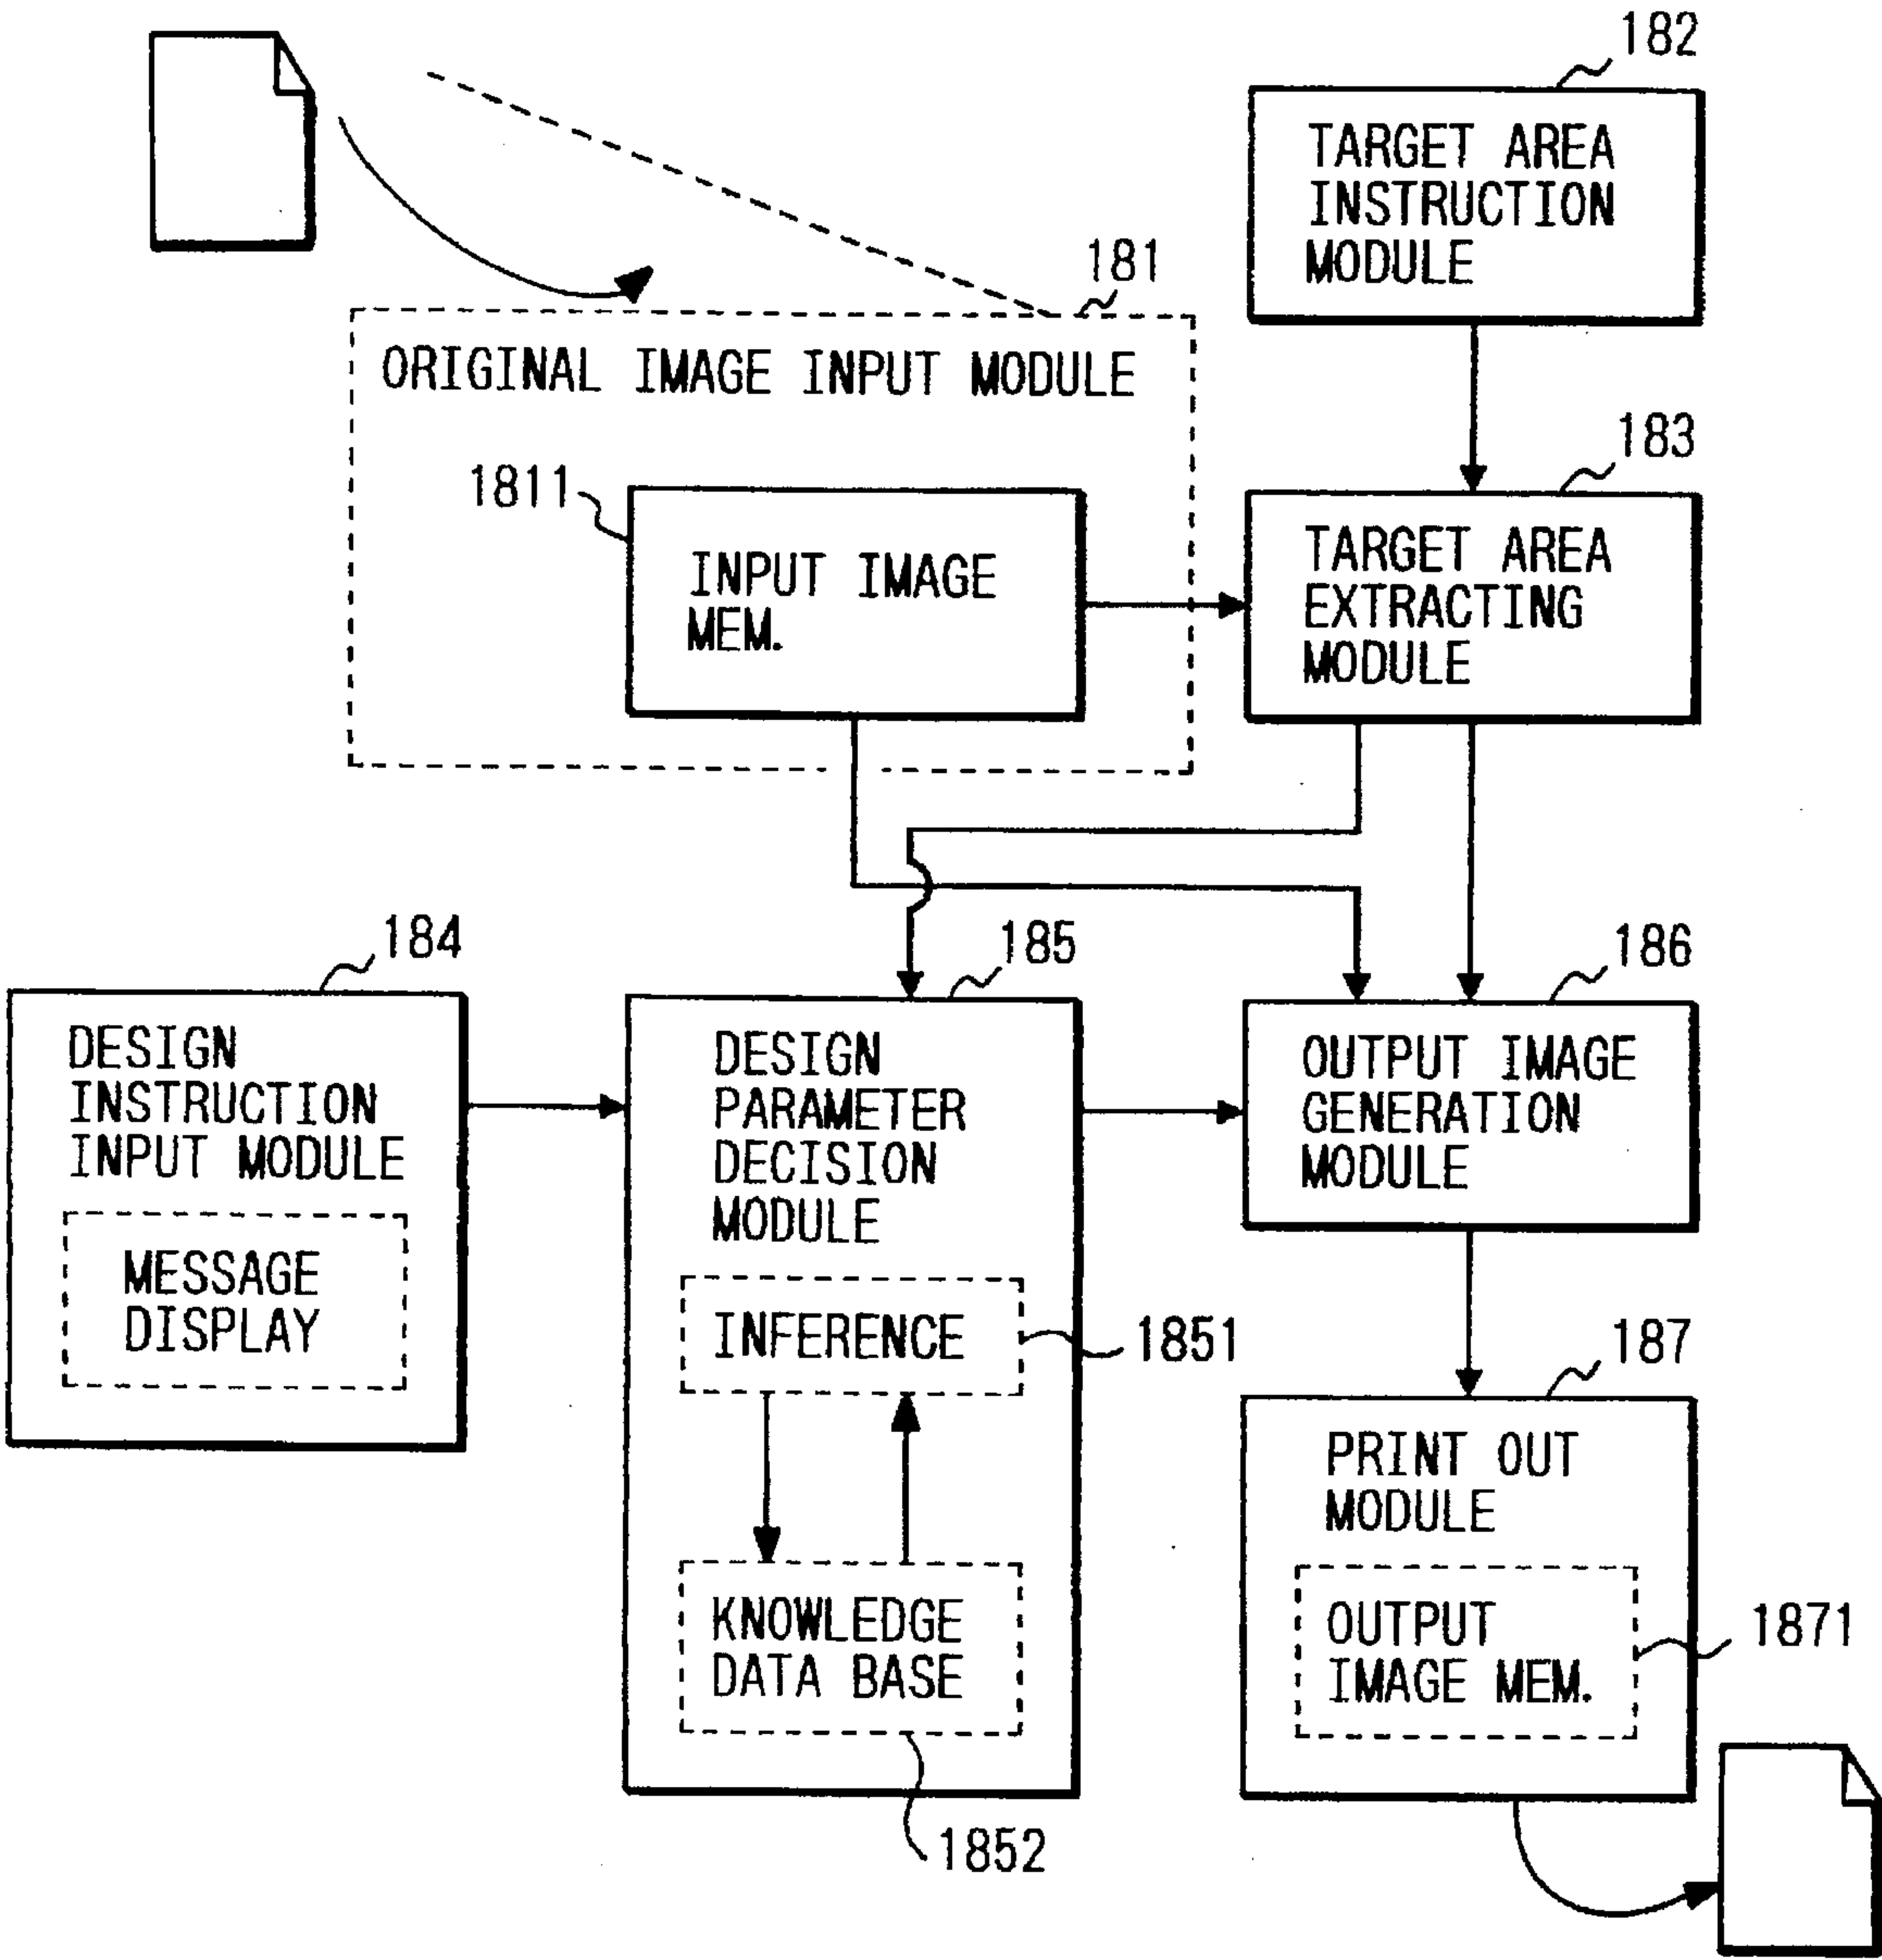 182
TARGET AREA
INSTRUCTION
MODULE
181
ORIGINAL IMAGE INPUT MODULE
1811
INPUT IMAGE
MEM.
183
TARGET AREA
EXTRACTING
MODULE
184
DESIGN
INSTRUCTION
INPUT MODULE
MESSAGE
DISPLAY
185
DESIGN
PARAMETER
DECISION
MODULE
INFERENCE
1851
KNOWLEDGE
DATA BASE
1852
186
OUTPUT IMAGE
GENERATION
MODULE
187
PRINT OUT
MODULE
OUTPUT
IMAGE MEM.
1871